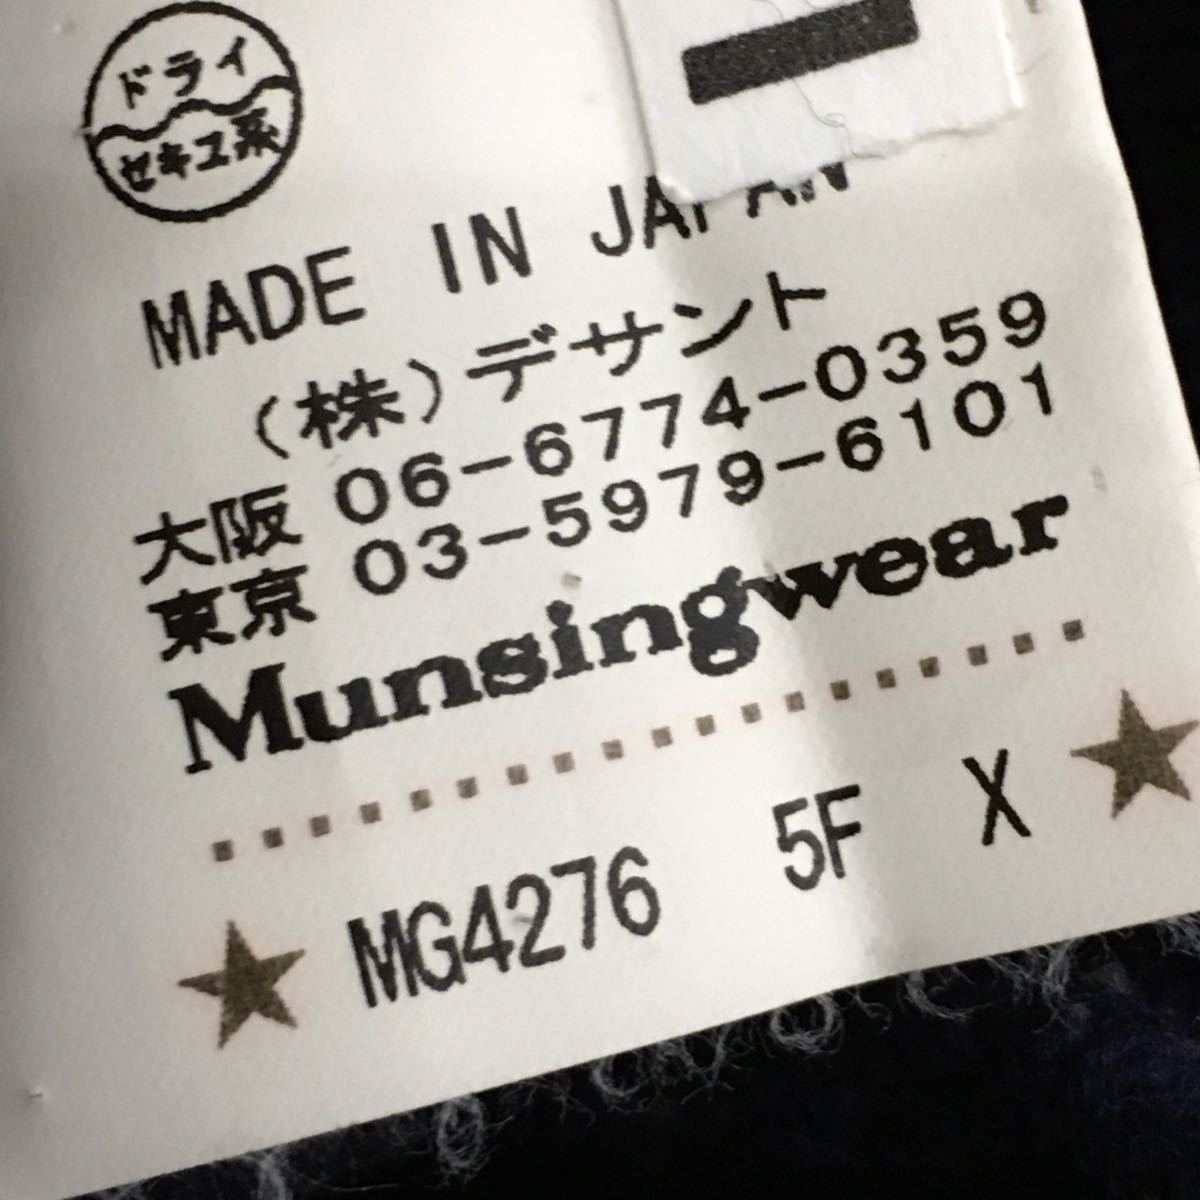 ドライ
セキユ系
MADE IN JAPAN
(株)デサント
大阪 06-6774-0359
東京 03-5979-6101
Munsingwear
MG4276 5F X